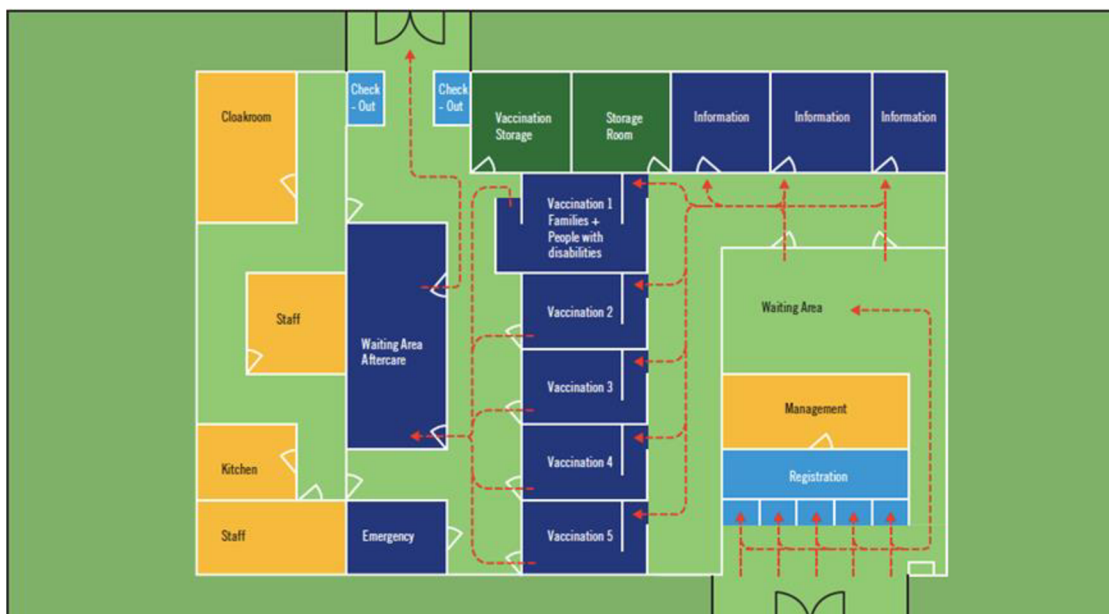 Cloakroom
Check
- Out
Check
- Out
Vaccination
Storage
Storage
Room
Information
Information
Information
Vaccination 1
Families +
People with
disabilities
Staff
Waiting Area
Aftercare
Vaccination 2
Waiting Area
Vaccination 3
Management
Kitchen
Vaccination 4
Registration
Staff
Emergency
Vaccination 5